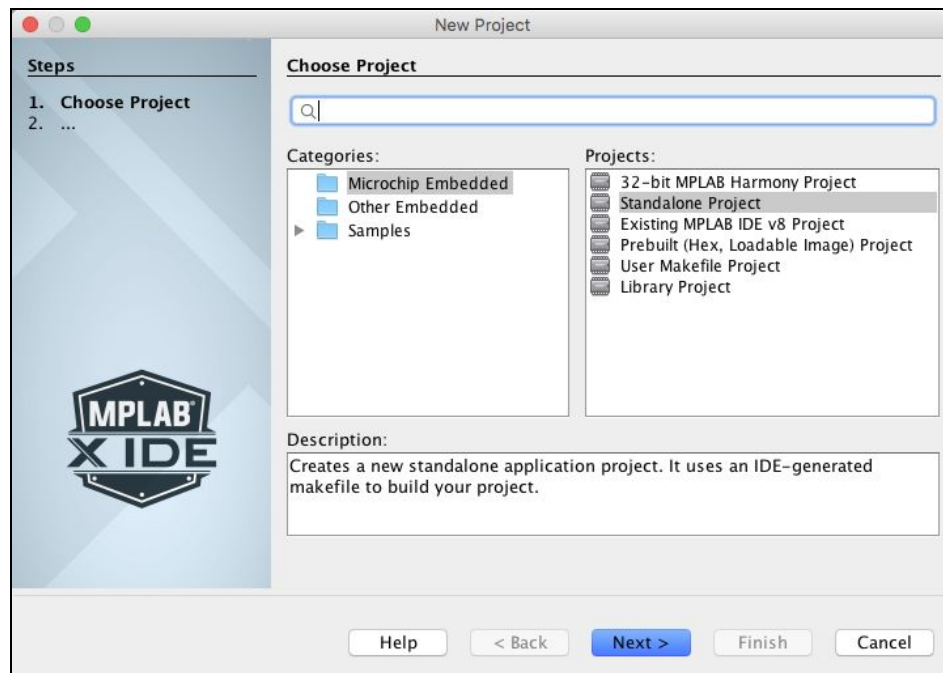 New Project
Steps
1. Choose Project
2. ...
MPLAB
X IDE
Choose Project
Categories:
Microchip Embedded
Other Embedded
Samples
Projects:
32-bit MPLAB Harmony Project
Standalone Project
Existing MPLAB IDE v8 Project
Prebuilt (Hex, Loadable Image) Project
User Makefile Project
Library Project
Description:
Creates a new standalone application project. It uses an IDE-generated
makefile to build your project.
Help
< Back
Next >
Finish
Cancel